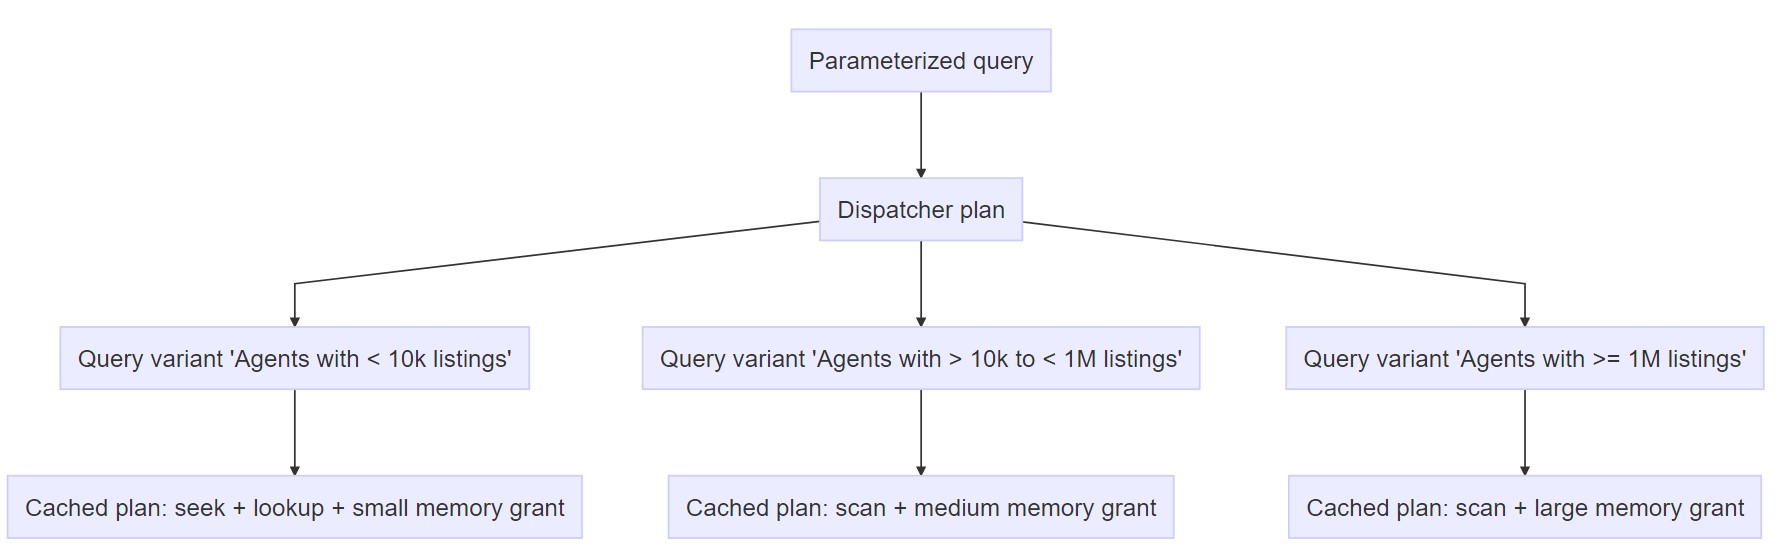 Parameterized query
Dispatcher plan
Query variant 'Agents with < 10k listings'
Query variant 'Agents with > 10k to < 1M listings'
Query variant 'Agents with >= 1M listings'
Cached plan: seek + lookup + small memory grant
Cached plan: scan + medium memory grant
Cached plan: scan + large memory grant